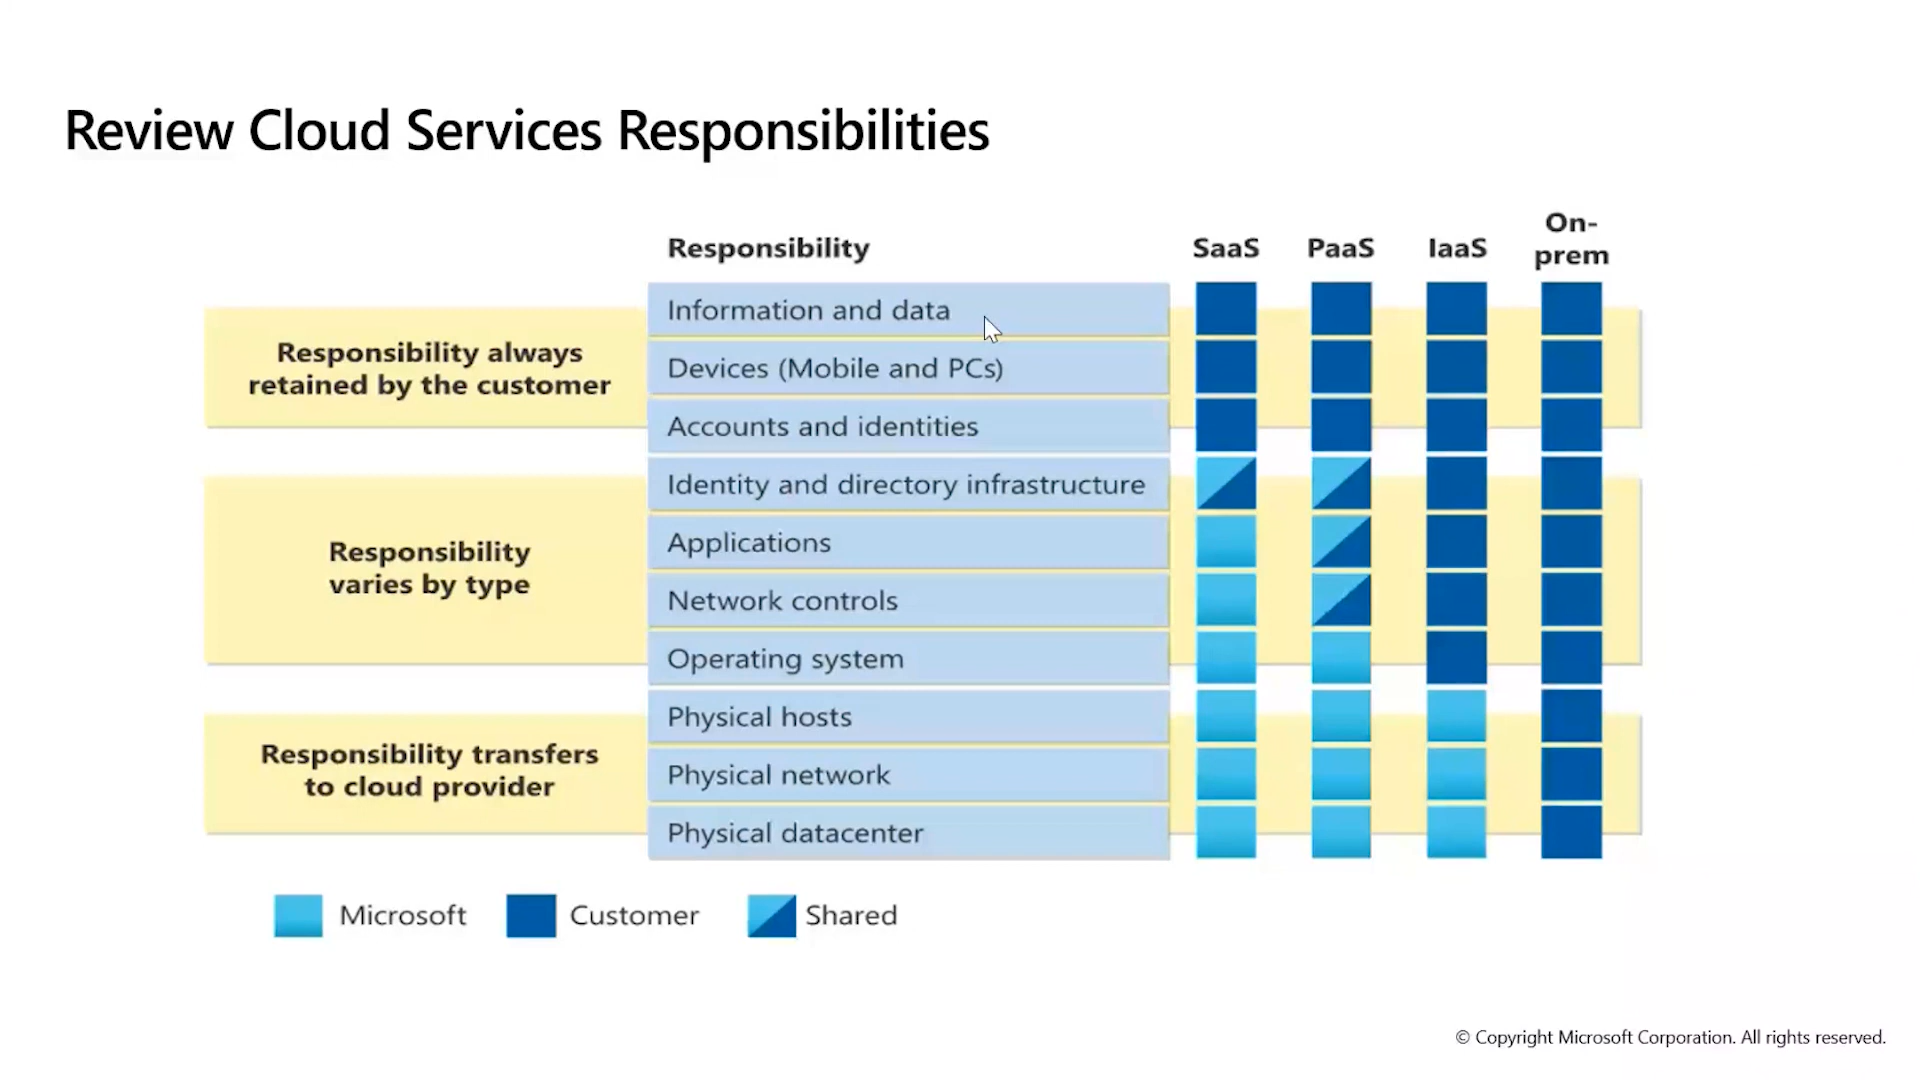 Review Cloud Services Responsibilities
Responsibility
SaaS
PaaS
IaaS
On-
prem
Responsibility always
retained by the customer
Information and data
Devices (Mobile and PCs)
Accounts and identities
Responsibility
varies by type
Identity and directory infrastructure
Applications
Network controls
Operating system
Responsibility transfers
to cloud provider
Physical hosts
Physical network
Physical datacenter
Microsoft
Customer
Shared
© Copyright Microsoft Corporation. All rights reserved.